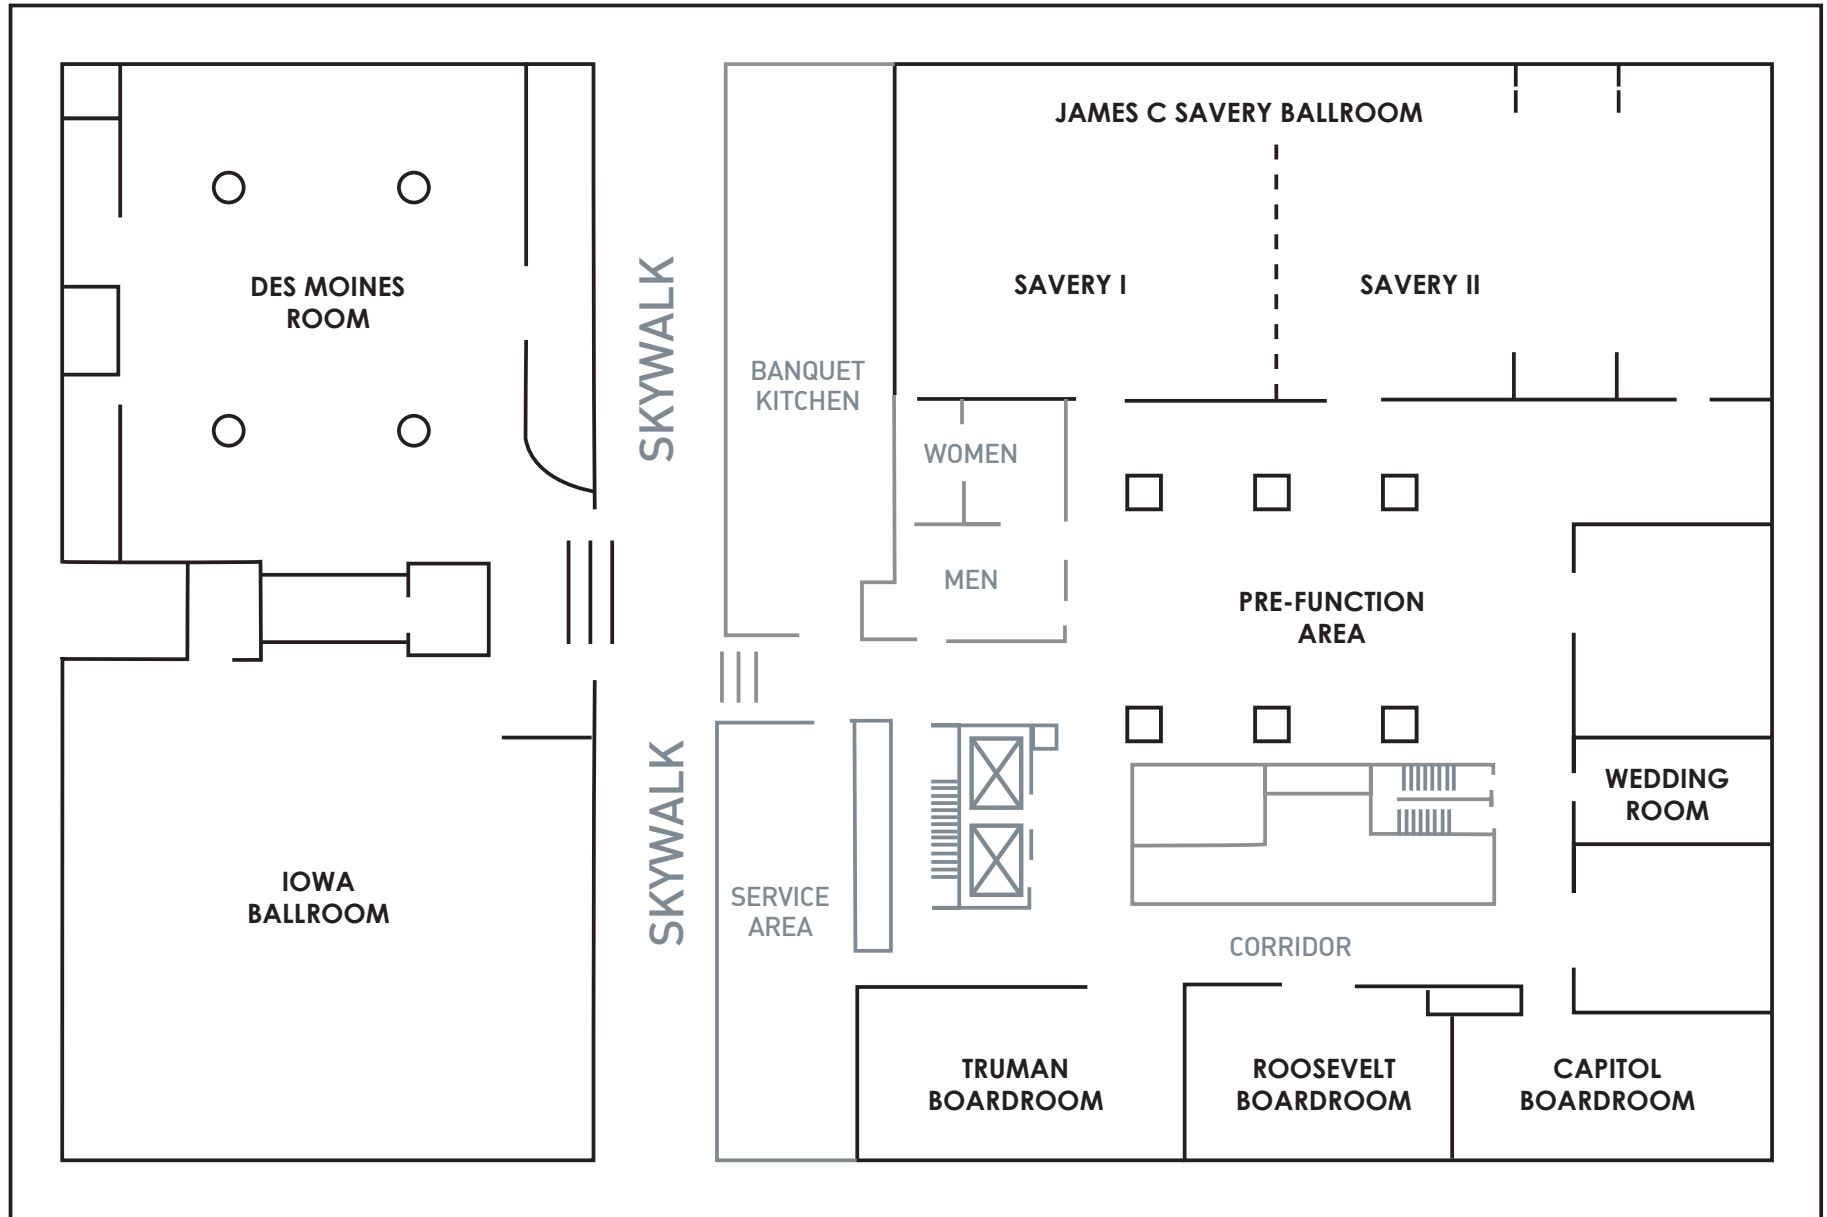 JAMES C SAVERY BALLROOM
DES MOINES
ROOM
SAVERY I
SAVERY II
SKYWALK
BANQUET
KITCHEN
WOMEN
MEN
PRE-FUNCTION
AREA
SKYWALK
WEDDING
ROOM
IOWA
BALLROOM
SERVICE
AREA
CORRIDOR
TRUMAN
BOARDROOM
ROOSEVELT
BOARDROOM
CAPITOL
BOARDROOM